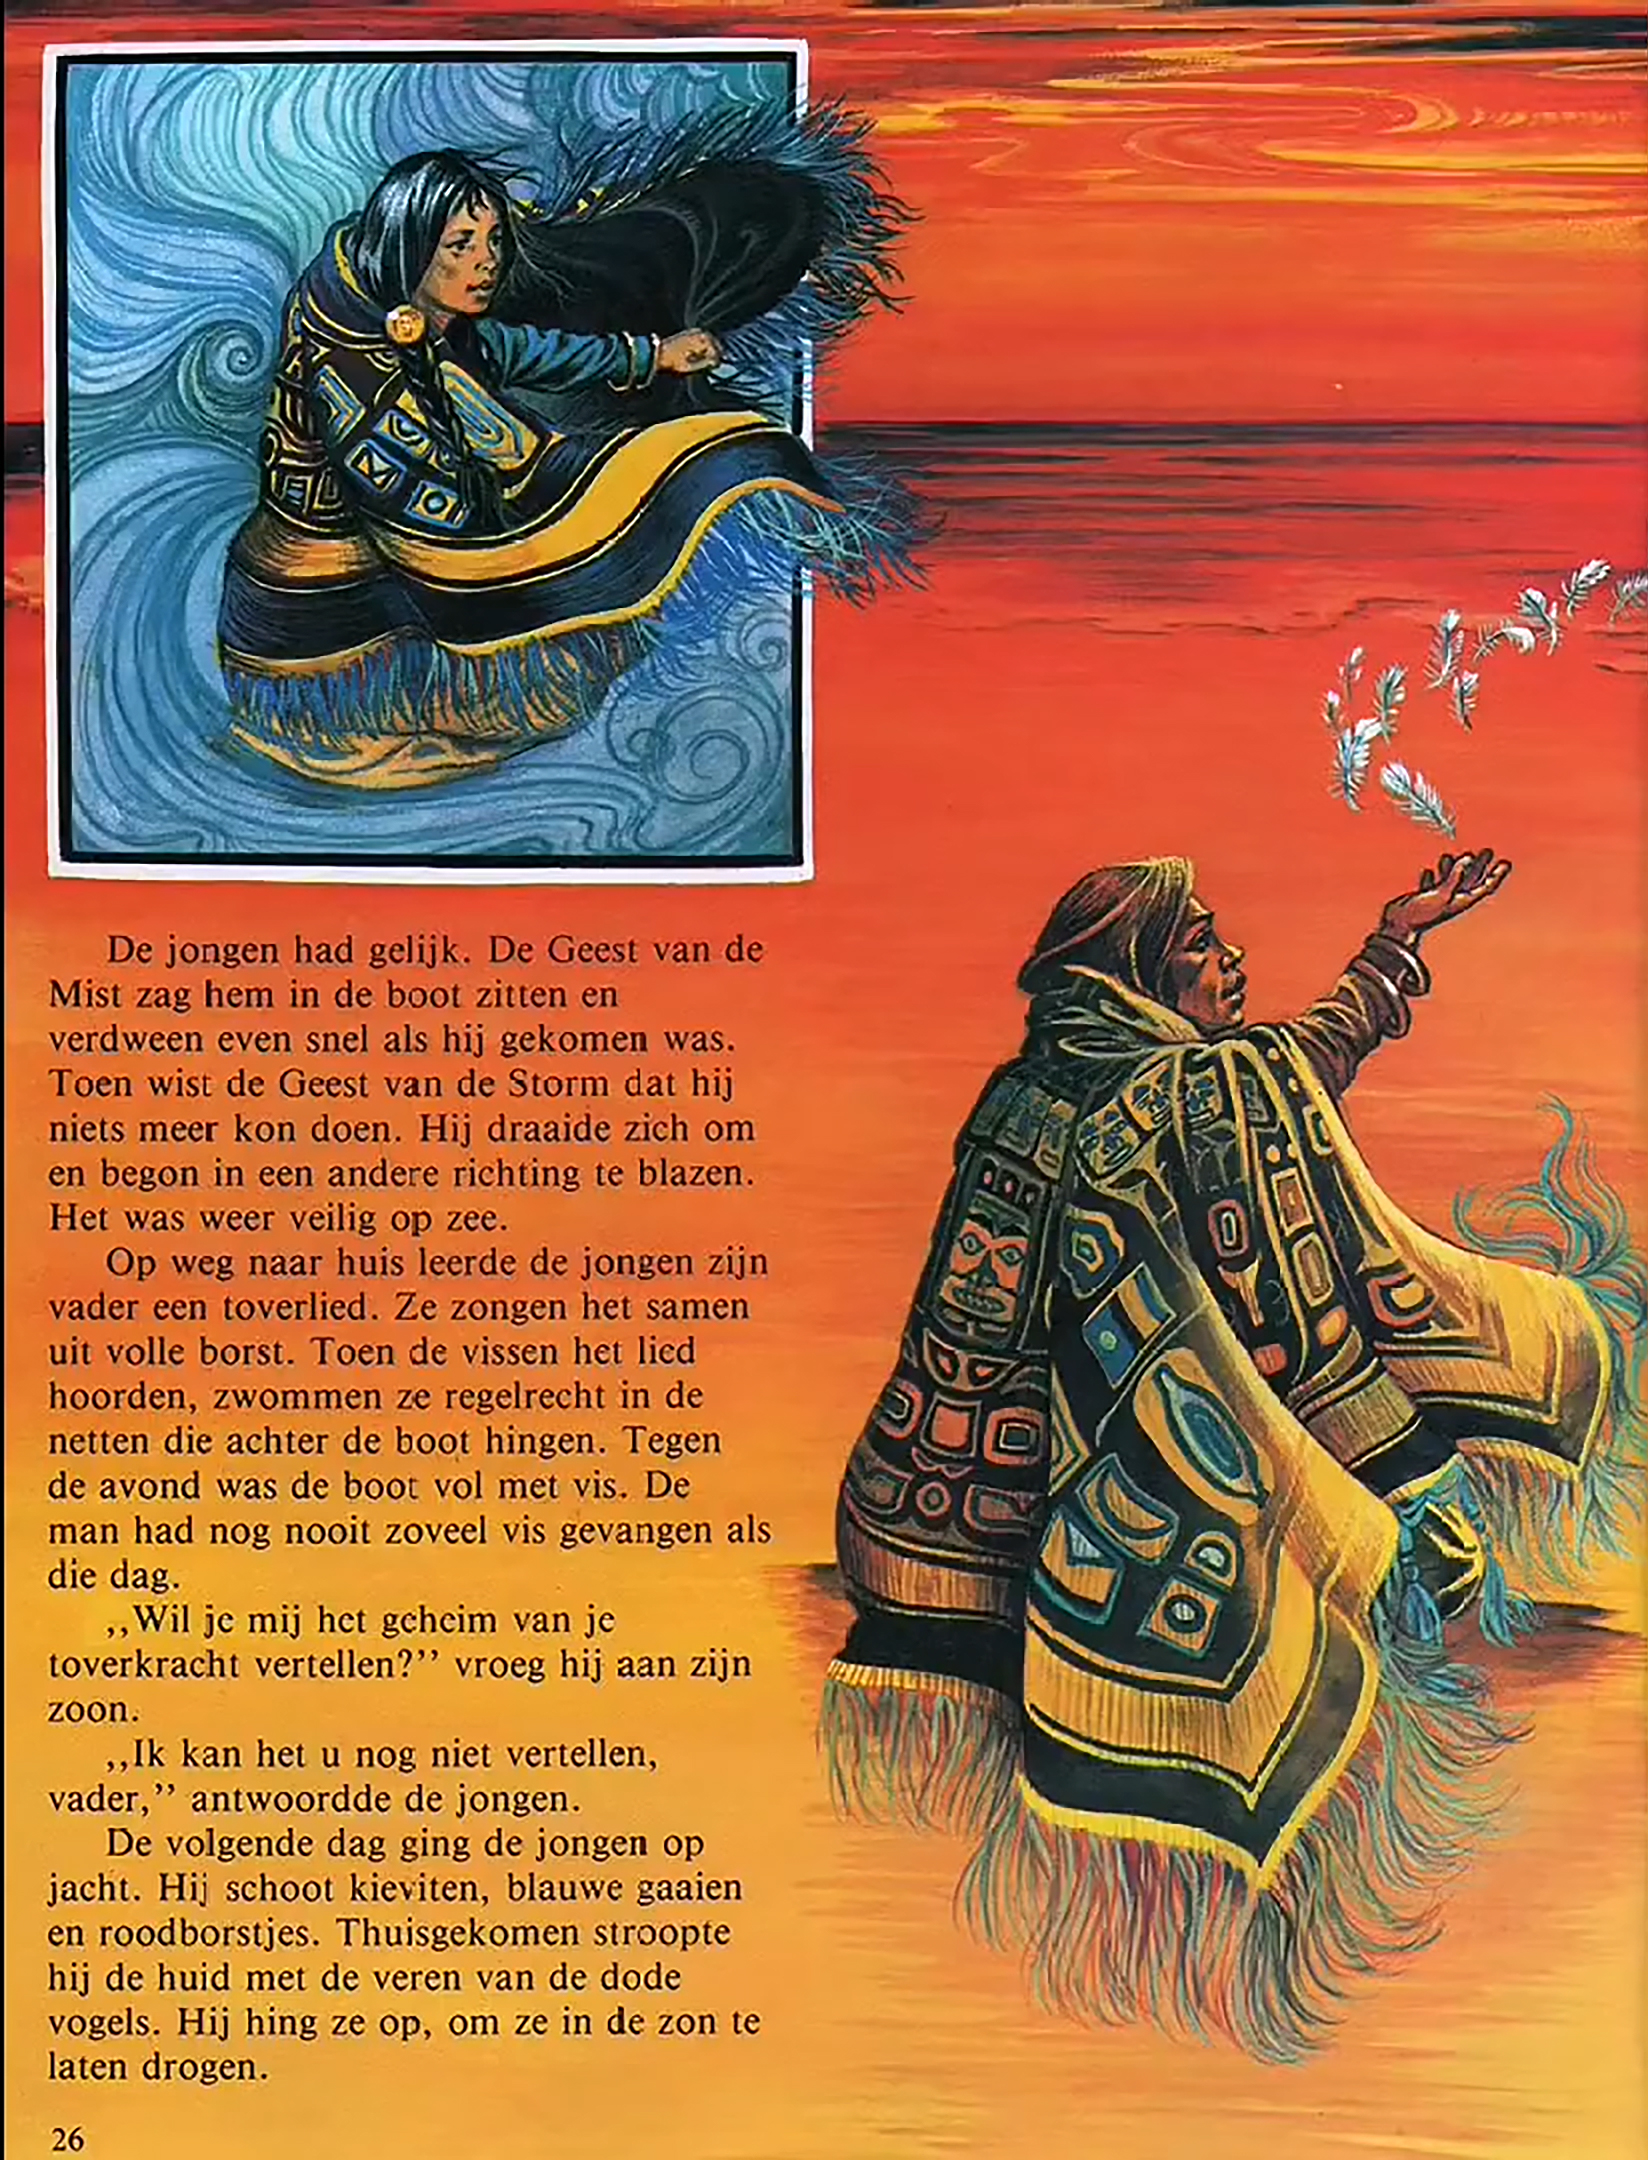 De jongen had gelijk. De Geest van de
Mist zag hem in de boot zitten en
verdween even snel als hij gekomen was.
Toen wist de Geest van de Storm dat hij
niets meer kon doen. Hij draaide zich om
en begon in een andere richting te blazen.
Het was weer veilig op zee.
Op weg naar huis leerde de jongen zijn
vader een toverlied. Ze zongen het samen
uit volle borst. Toen de vissen het lied
hoorden, zwommen ze regelrecht in de
netten die achter de boot hingen. Tegen
de avond was de boot vol met vis. De
man had nog nooit zoveel vis gevangen als
die dag.
,,Wil je mij het geheim van je
toverkracht vertellen?'' vroeg hij aan zijn
zoon.
,,Ik kan het u nog niet vertellen,
vader,'' antwoordde de jongen.
De volgende dag ging de jongen op
jacht. Hij schoot kieviten, blauwe gaaien
en roodborstjes. Thuisgekomen stroopte
hij de huid met de veren van de dode
vogels. Hij hing ze op, om ze in de zon te
laten drogen.
26